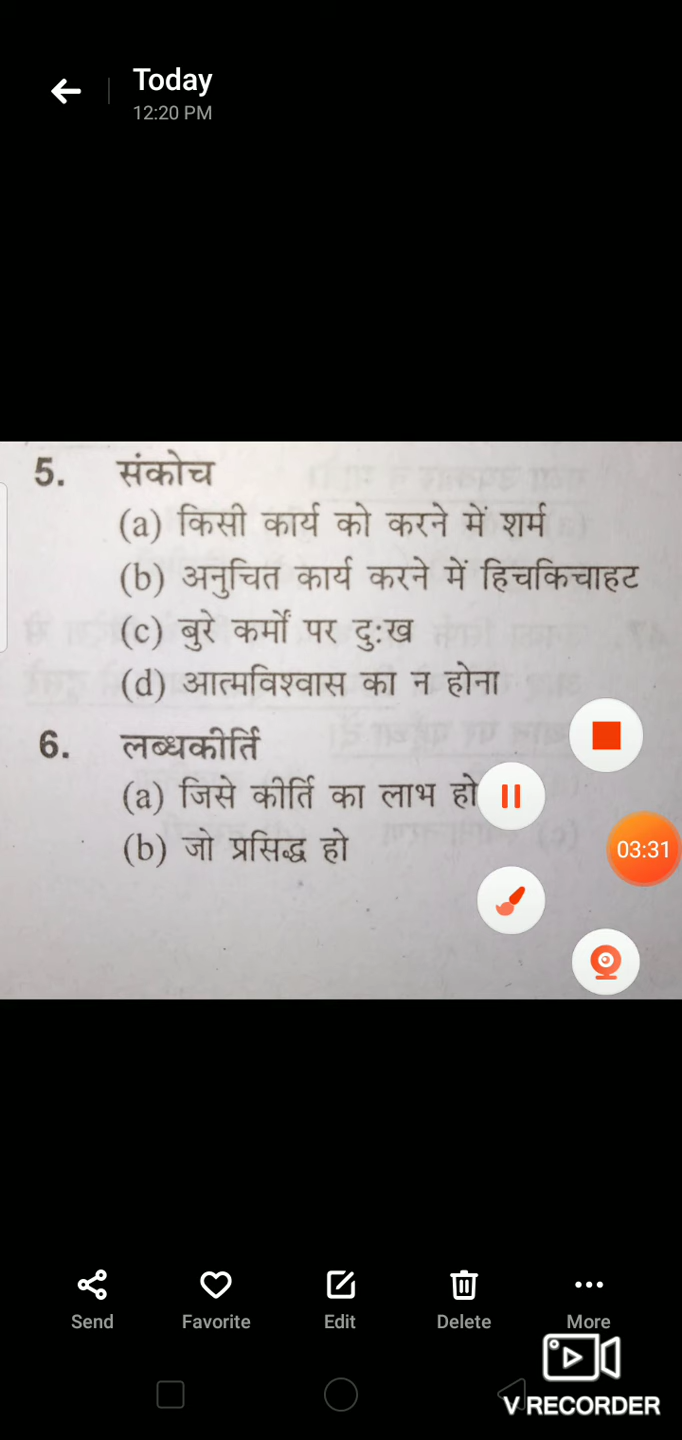 Today
12:20 PM
5. संकोच
(a) किसी कार्य को करने में शर्म
(b) अनुचित कार्य करने में हिचकिचाहट
(c) बुरे कर्मों पर दुःख
(d) आत्मविश्वास का न होना
6. लब्धकीर्ति
(a) जिसे कीर्ति का लाभ हो
(b) जो प्रसिद्ध हो
03:31
Send Favorite Edit Delete More
V RECORDER